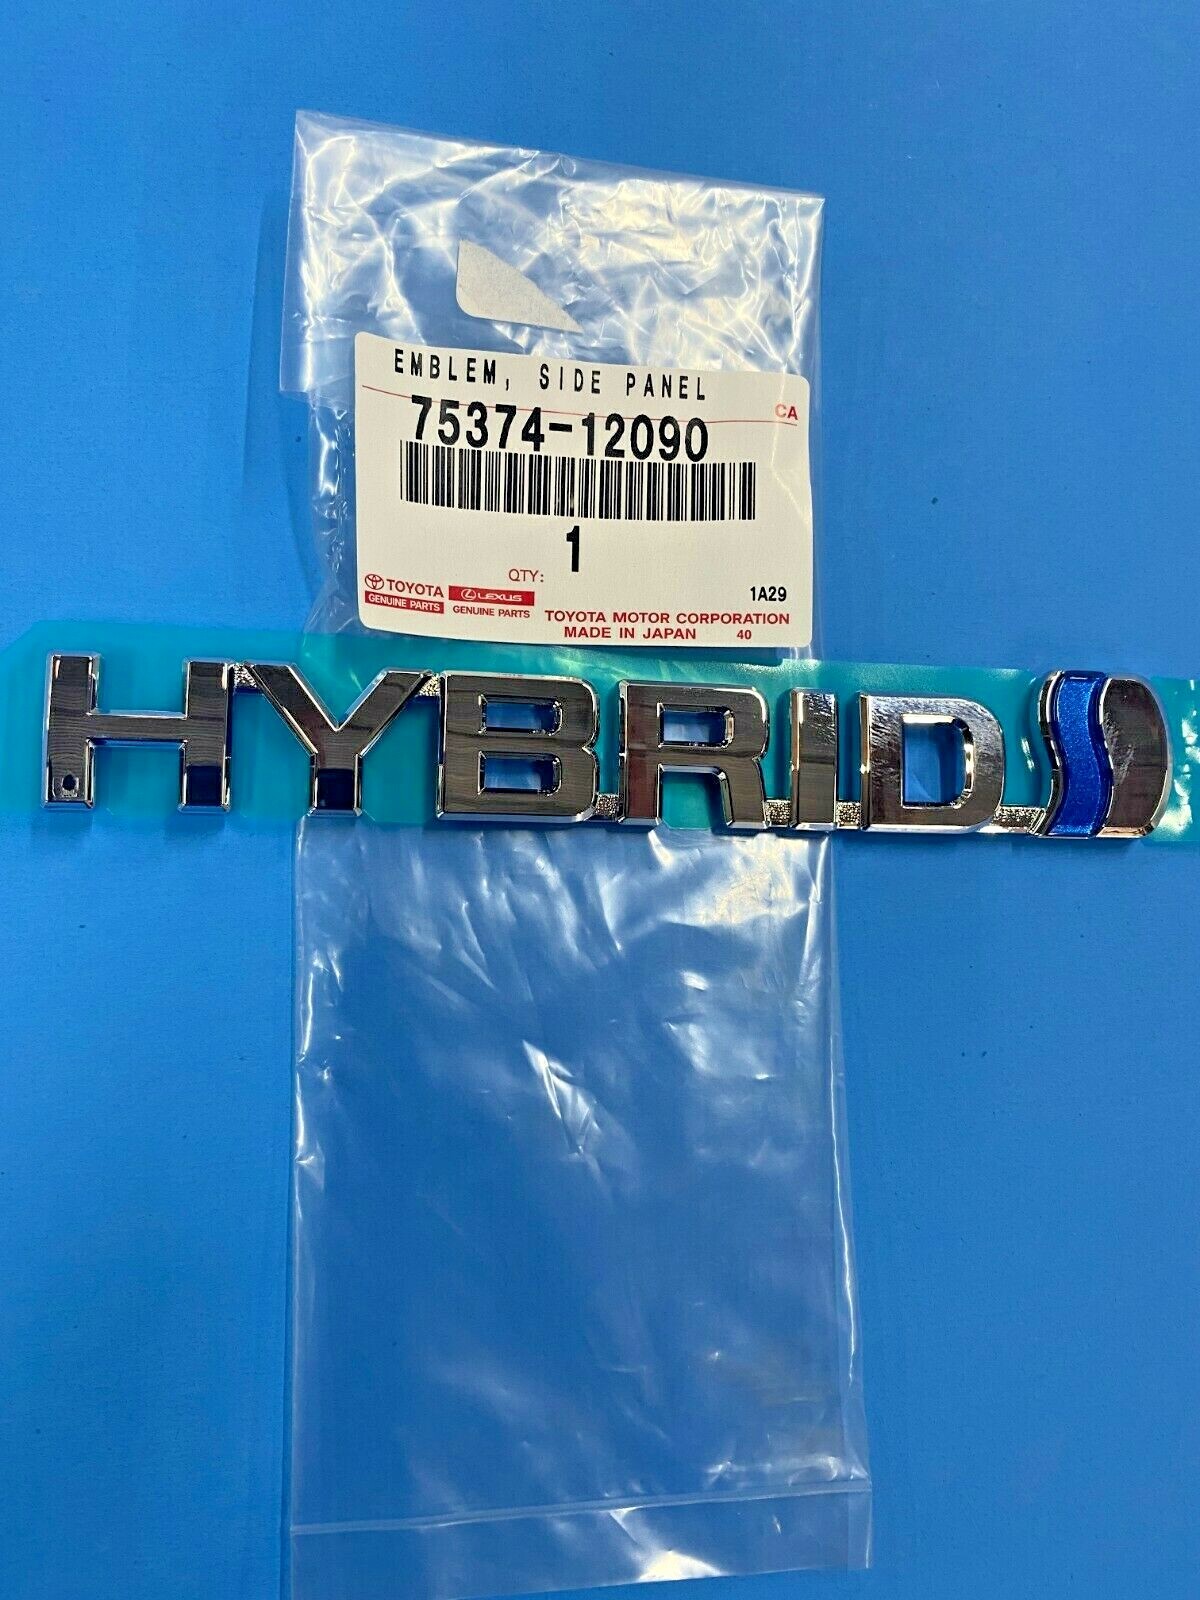 EMBLEM, SIDE PANEL
CA
75374-12090
1
QTY:
1A29
TOYOTA
GENUINE PARTS
LEXUS
GENUINE PARTS
TOYOTA MOTOR CORPORATION
MADE IN JAPAN 40
HYBRID